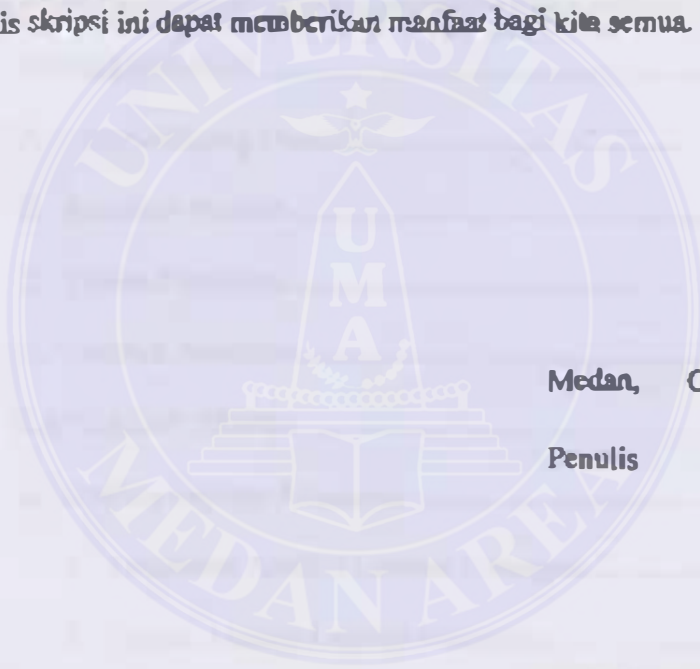 is skripsi ini dapat memberikan manfaat bagi kita semua.
UNIVERSITAS
UMA
Medan,
Penulis
MEDAN AREA